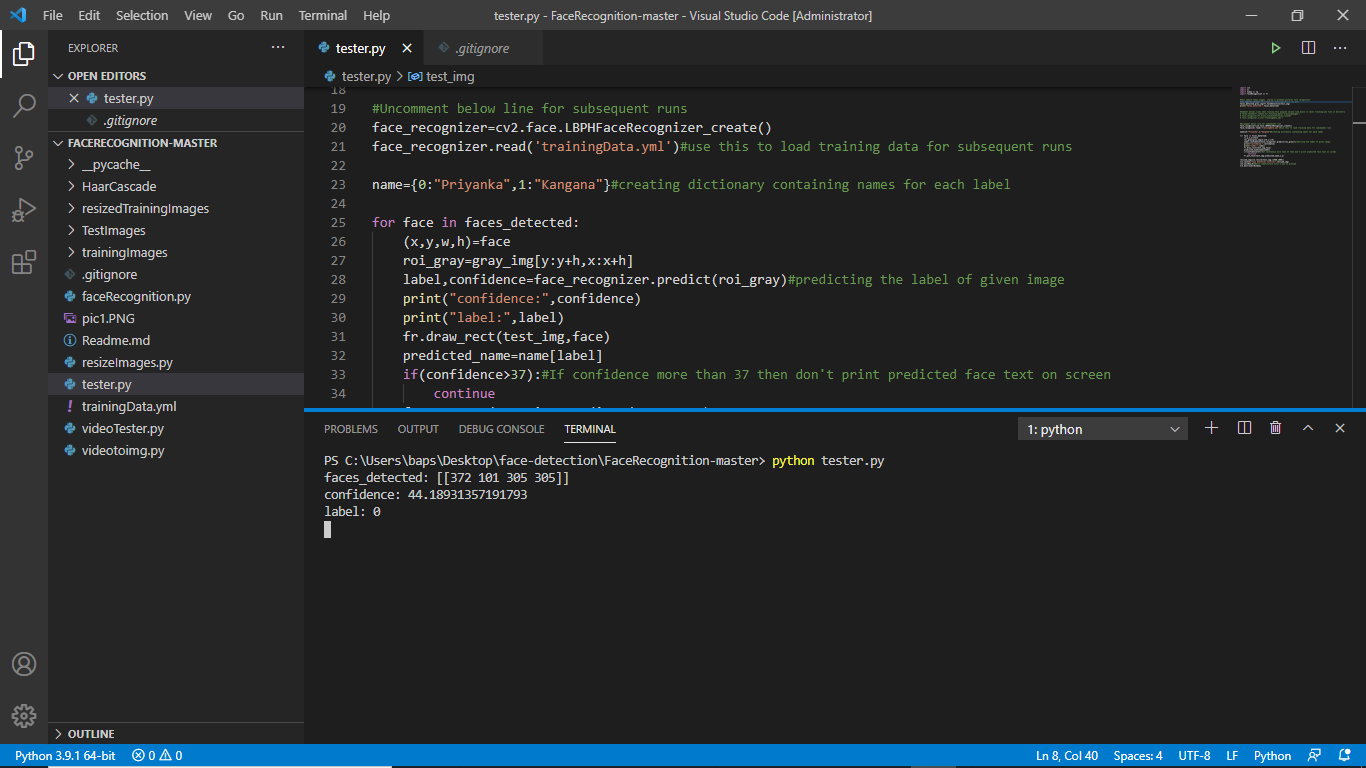 File Edit Selection View Go Run Terminal Help tester.py - FaceRecognition-master - Visual Studio Code [Administrator]
EXPLORER
OPEN EDITORS
tester.py
.gitignore
FACERECOGNITION-MASTER
__pycache__
HaarCascade
resizedTrainingImages
TestImages
trainingImages
.gitignore
faceRecognition.py
pic1.PNG
Readme.md
resizeImages.py
tester.py
trainingData.yml
videoTester.py
videotoimg.py
OUTLINE
tester.py .gitignore
tester.py > test_img
18
19 #Uncomment below line for subsequent runs
20 face_recognizer=cv2.face.LBPHFaceRecognizer_create()
21 face_recognizer.read('trainingData.yml')#use this to load training data for subsequent runs
22
23 name={0:"Priyanka",1:"Kangana"}#creating dictionary containing names for each label
24
25 for face in faces_detected:
26 (x,y,w,h)=face
27 roi_gray=gray_img[y:y+h,x:x+h]
28 label,confidence=face_recognizer.predict(roi_gray)#predicting the label of given image
29 print("confidence:",confidence)
30 print("label:",label)
31 fr.draw_rect(test_img,face)
32 predicted_name=name[label]
33 if(confidence>37):#If confidence more than 37 then don't print predicted face text on screen
34 continue
PROBLEMS OUTPUT DEBUG CONSOLE TERMINAL 1: python
PS C:\Users\baps\Desktop\face-detection\FaceRecognition-master> python tester.py
faces_detected: [[372 101 305 305]]
confidence: 44.18931357191793
label: 0
Python 3.9.1 64-bit 0 0 Ln 8, Col 40 Spaces: 4 UTF-8 LF Python